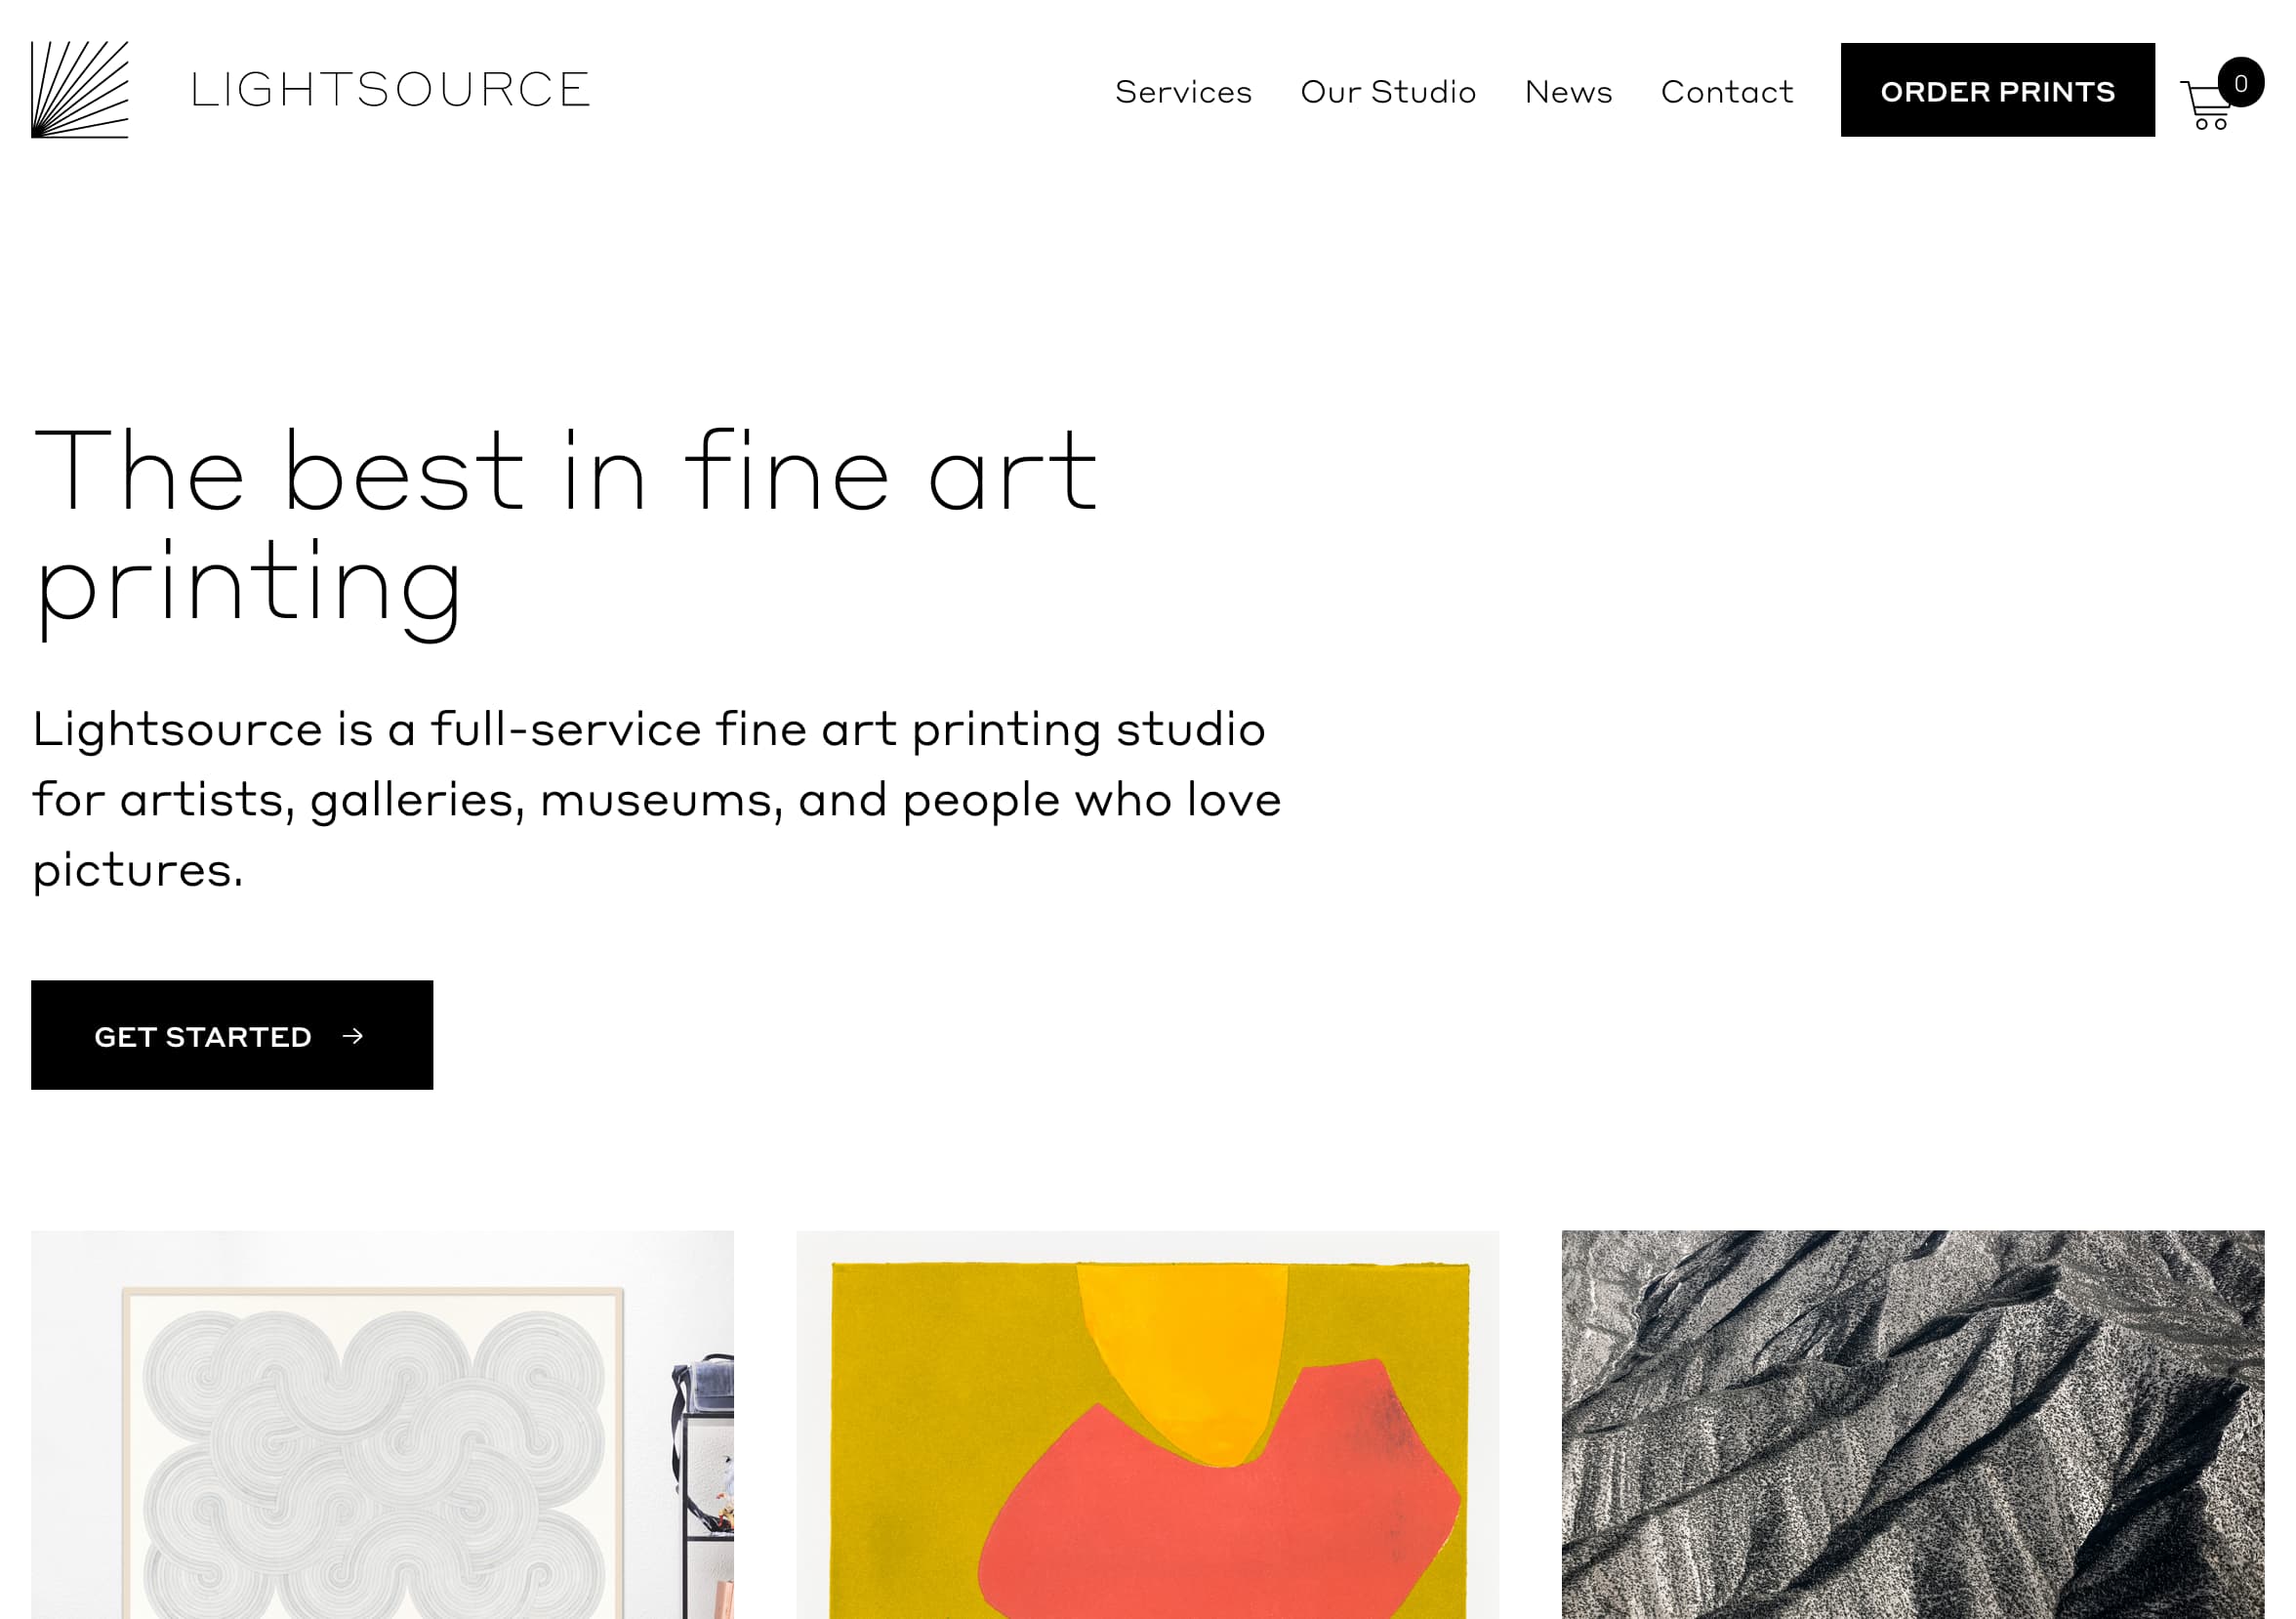 LIGHTSOURCE
Services
Our Studio
News
Contact
ORDER PRINTS
0
The best in fine art
printing
Lightsource is a full-service fine art printing studio
for artists, galleries, museums, and people who love
pictures.
GET STARTED →